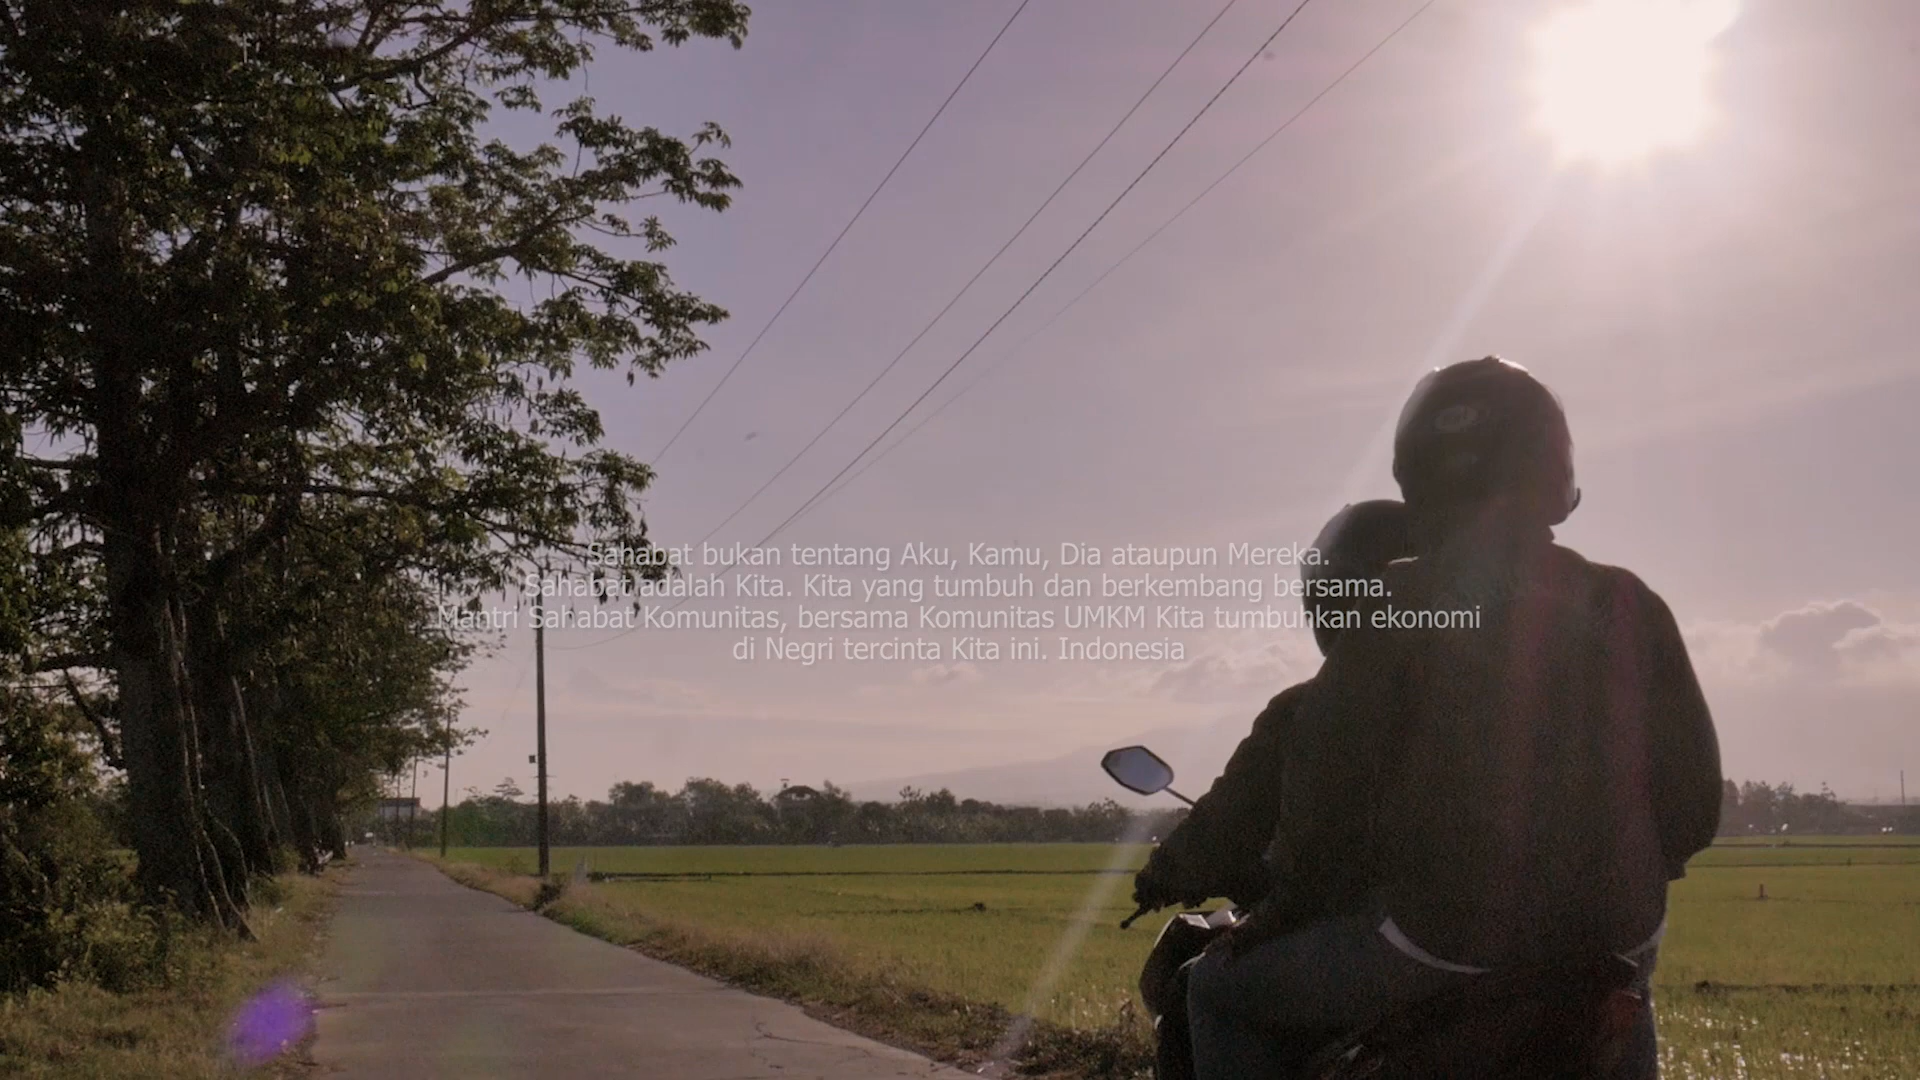 Sahabat bukan tentang Aku, Kamu, Dia ataupun Mereka.
Sahabat adalah Kita. Kita yang tumbuh dan berkembang bersama.
Mantri Sahabat Komunitas, bersama Komunitas UMKM Kita tumbuhkan ekonomi
di Negri tercinta Kita ini. Indonesia